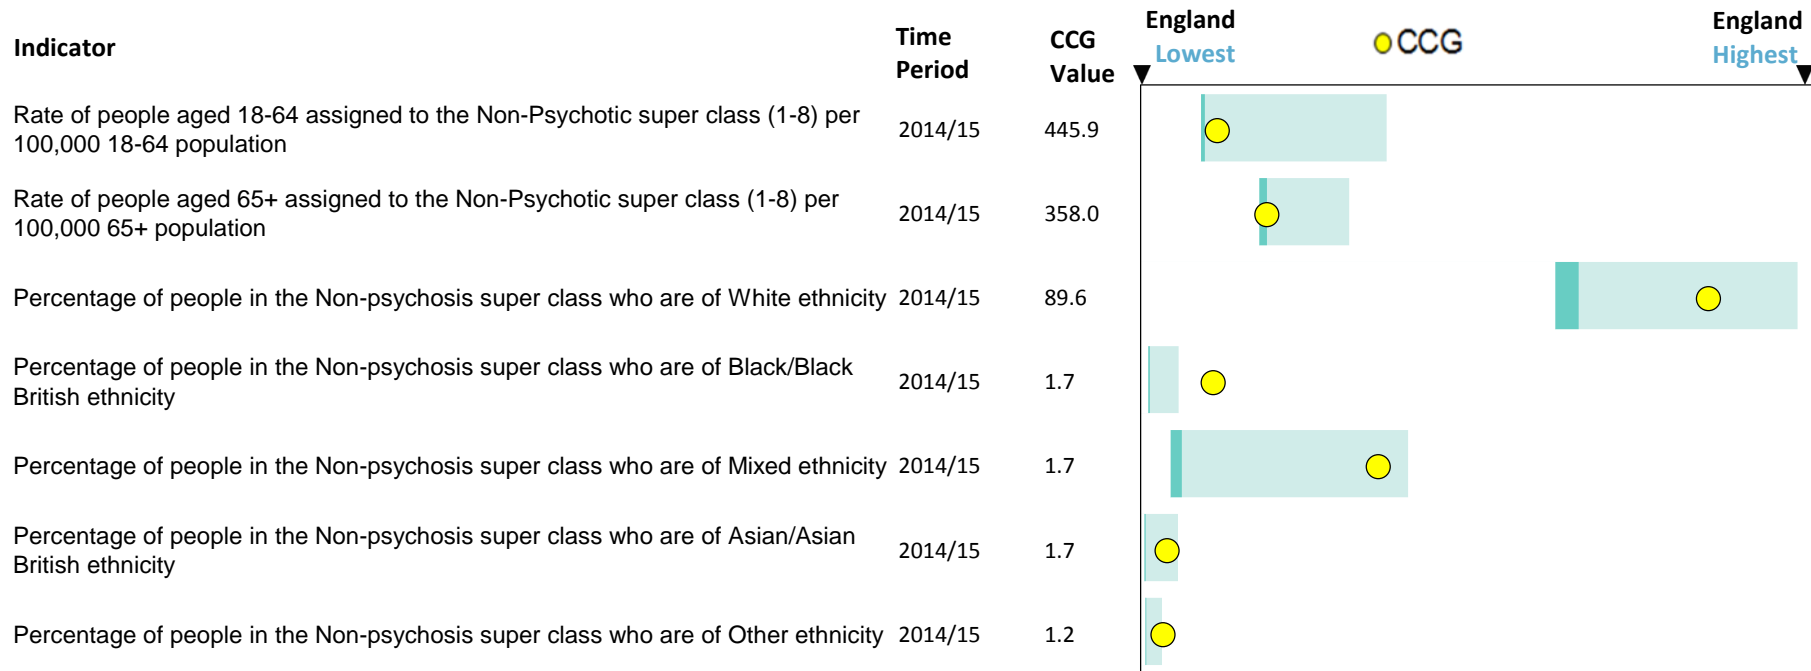 Indicator
Time
Period
CCG
Value
England
Lowest
CCG
England
Highest
Rate of people aged 18-64 assigned to the Non-Psychotic super class (1-8) per
100,000 18-64 population
2014/15
445.9
Rate of people aged 65+ assigned to the Non-Psychotic super class (1-8) per
100,000 65+ population
2014/15
358.0
Percentage of people in the Non-psychosis super class who are of White ethnicity
2014/15
89.6
Percentage of people in the Non-psychosis super class who are of Black/Black
British ethnicity
2014/15
1.7
Percentage of people in the Non-psychosis super class who are of Mixed ethnicity
2014/15
1.7
Percentage of people in the Non-psychosis super class who are of Asian/Asian
British ethnicity
2014/15
1.7
Percentage of people in the Non-psychosis super class who are of Other ethnicity
2014/15
1.2